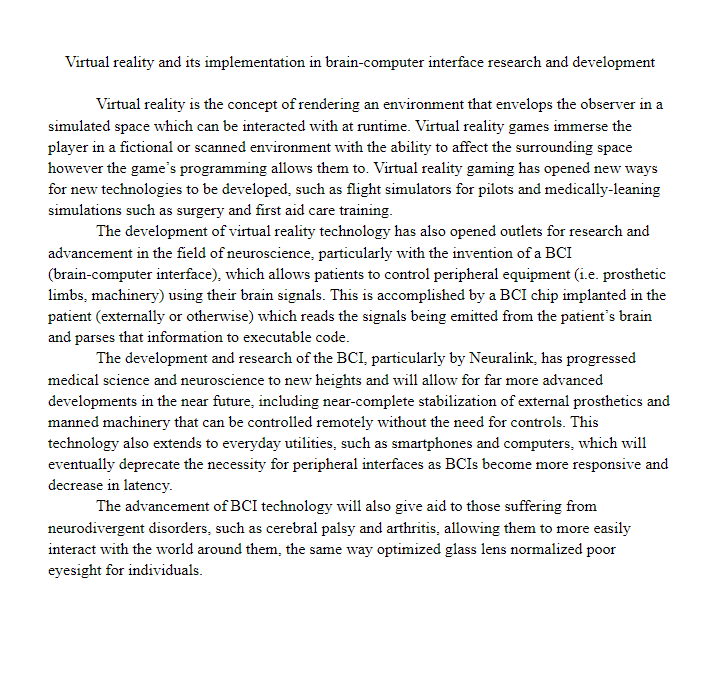 Virtual reality and its implementation in brain-computer interface research and development
Virtual reality is the concept of rendering an environment that envelops the observer in a
simulated space which can be interacted with at runtime. Virtual reality games immerse the
player in a fictional or scanned environment with the ability to affect the surrounding space
however the game’s programming allows them to. Virtual reality gaming has opened new ways
for new technologies to be developed, such as flight simulators for pilots and medically-leaning
simulations such as surgery and first aid care training.
The development of virtual reality technology has also opened outlets for research and
advancement in the field of neuroscience, particularly with the invention of a BCI
(brain-computer interface), which allows patients to control peripheral equipment (i.e. prosthetic
limbs, machinery) using their brain signals. This is accomplished by a BCI chip implanted in the
patient (externally or otherwise) which reads the signals being emitted from the patient’s brain
and parses that information to executable code.
The development and research of the BCI, particularly by Neuralink, has progressed
medical science and neuroscience to new heights and will allow for far more advanced
developments in the near future, including near-complete stabilization of external prosthetics and
manned machinery that can be controlled remotely without the need for controls. This
technology also extends to everyday utilities, such as smartphones and computers, which will
eventually deprecate the necessity for peripheral interfaces as BCIs become more responsive and
decrease in latency.
The advancement of BCI technology will also give aid to those suffering from
neurodivergent disorders, such as cerebral palsy and arthritis, allowing them to more easily
interact with the world around them, the same way optimized glass lens normalized poor
eyesight for individuals.